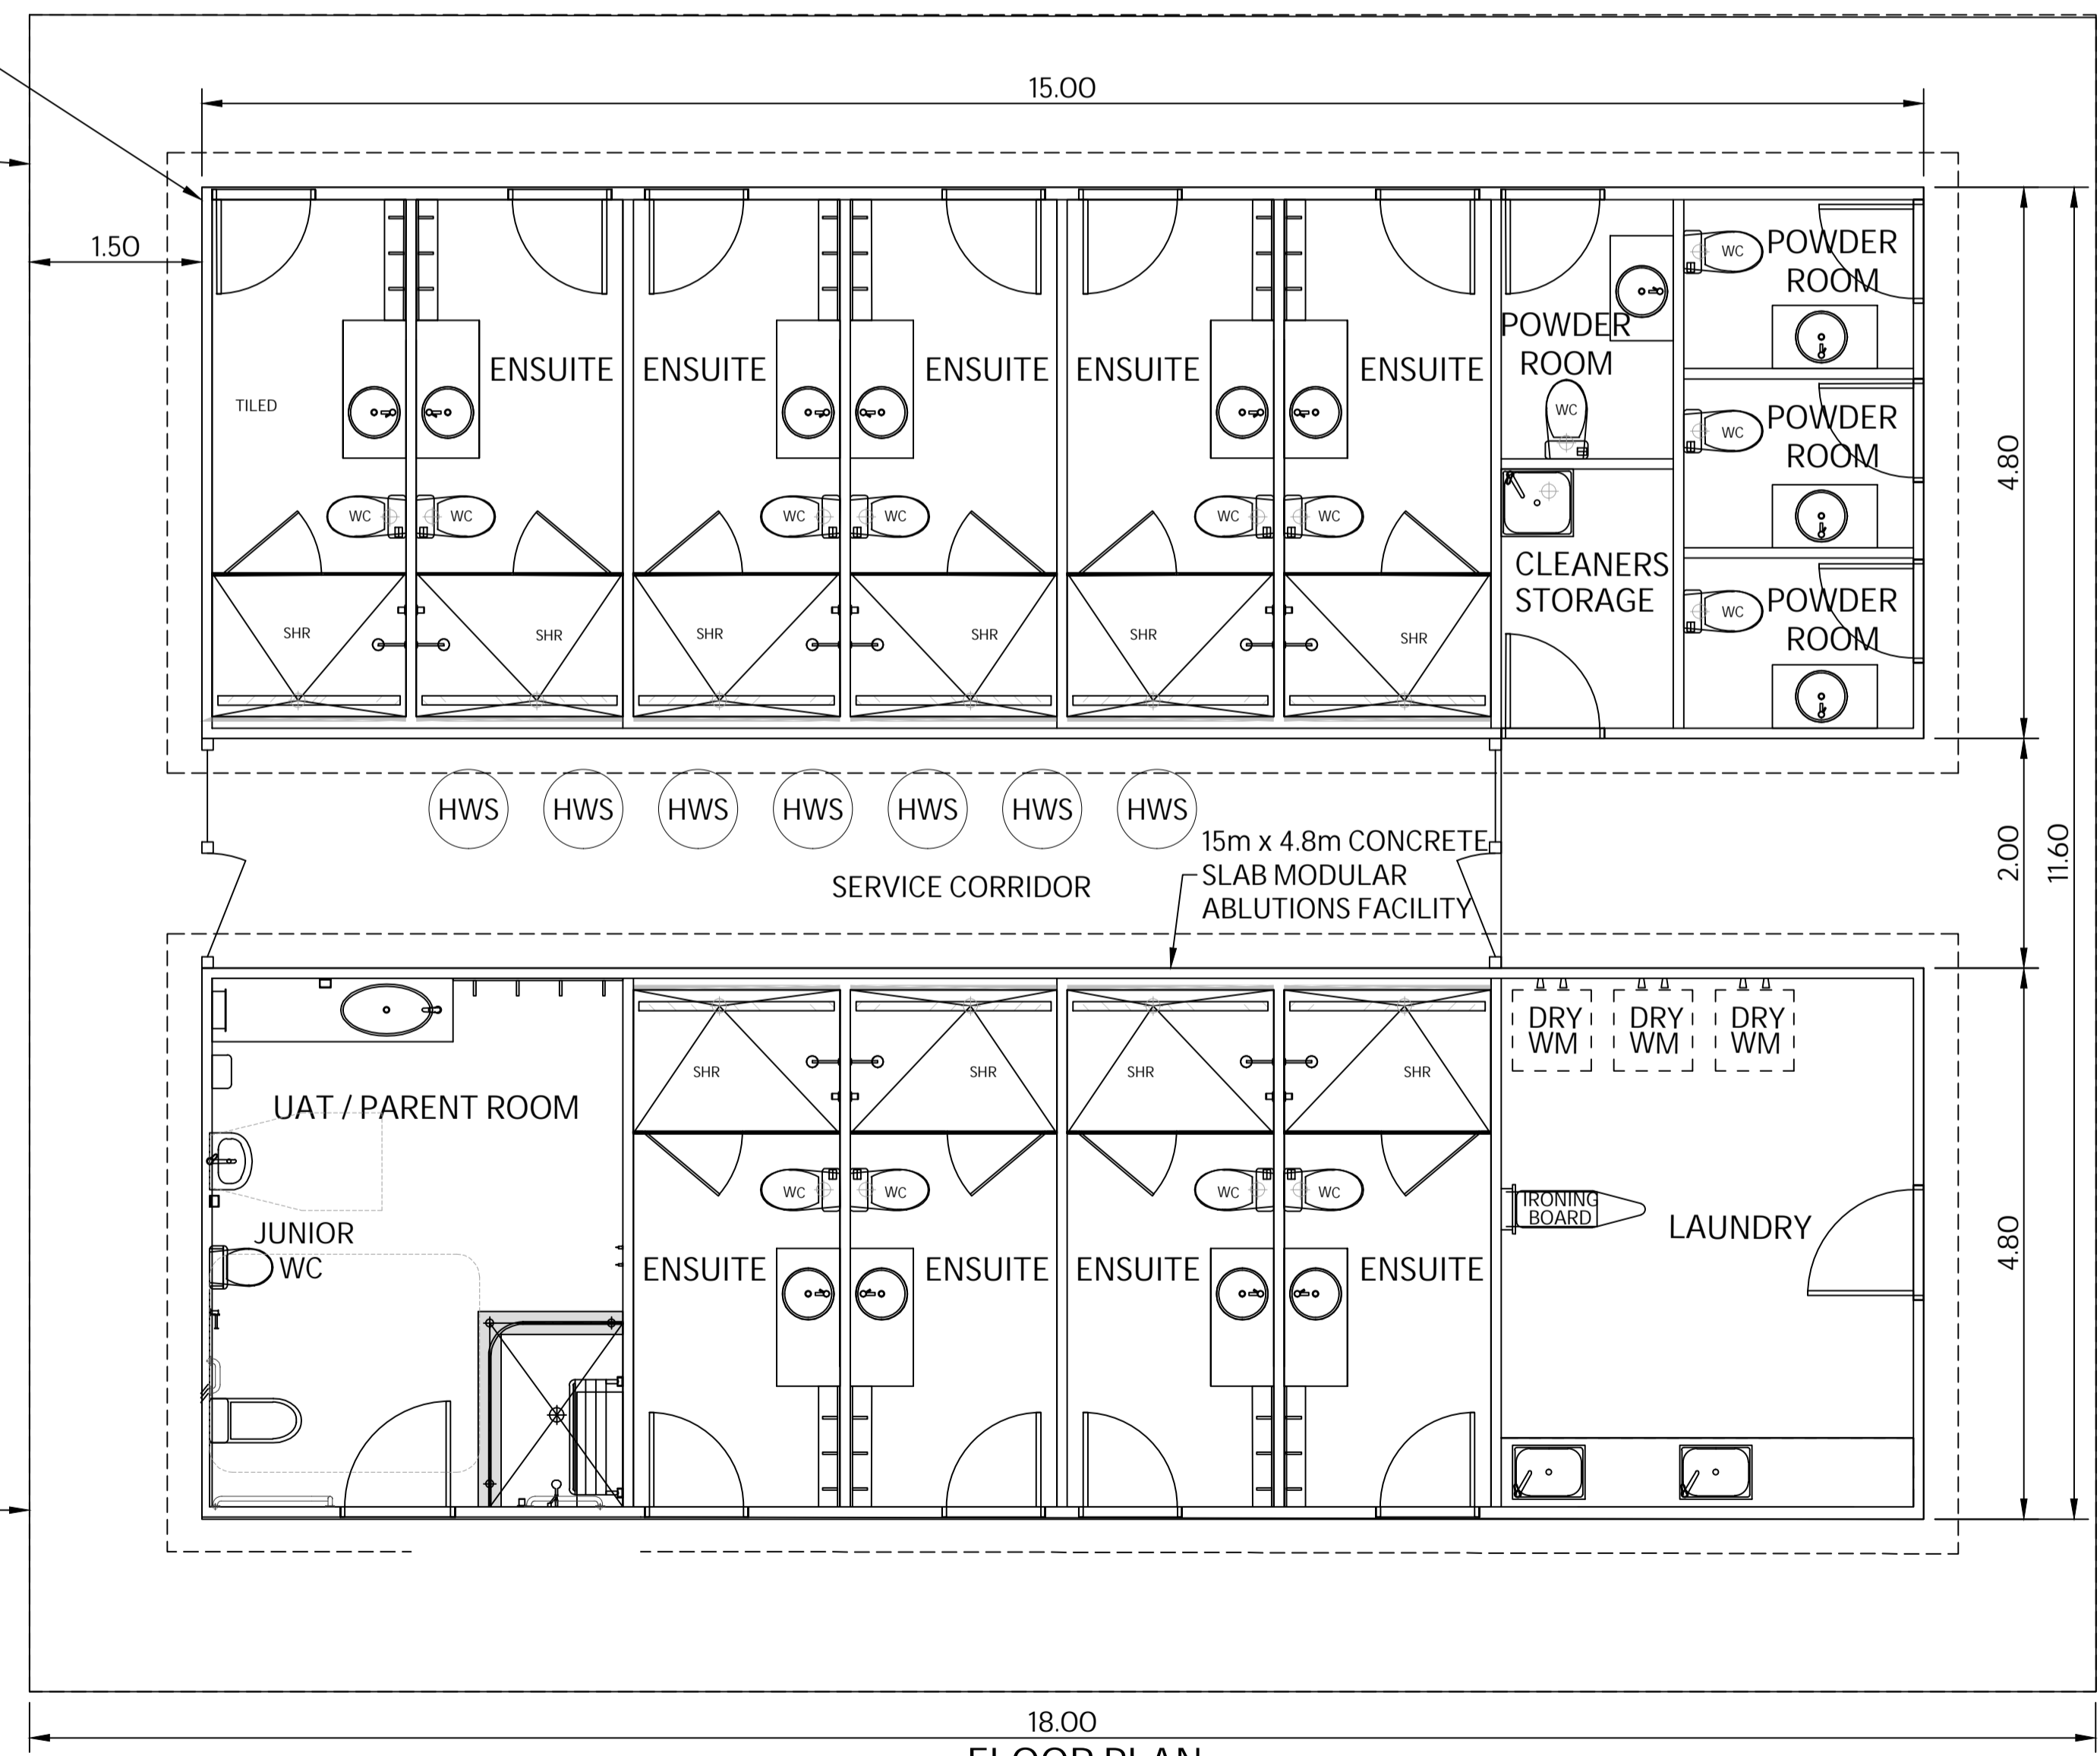 15.00
1.50
WC
POWDER
ROOM
POWDER
ROOM
ENSUITE
ENSUITE
ENSUITE
ENSUITE
ENSUITE
TILED
WC
WC
POWDER
ROOM
4.80
WC
WC
WC
WC
WC
WC
CLEANERS
STORAGE
WC
POWDER
ROOM
SHR
SHR
SHR
SHR
SHR
SHR
HWS
HWS
HWS
HWS
HWS
HWS
HWS
15m x 4.8m CONCRETE
SLAB MODULAR
ABLUTIONS FACILITY
SERVICE CORRIDOR
2.00
11.60
DRY
WM
DRY
WM
DRY
WM
SHR
SHR
SHR
SHR
UAT / PARENT ROOM
WC
WC
WC
WC
IRONING
BOARD
LAUNDRY
JUNIOR
WC
ENSUITE
ENSUITE
ENSUITE
ENSUITE
4.80
18.00
FLOOR PLAN